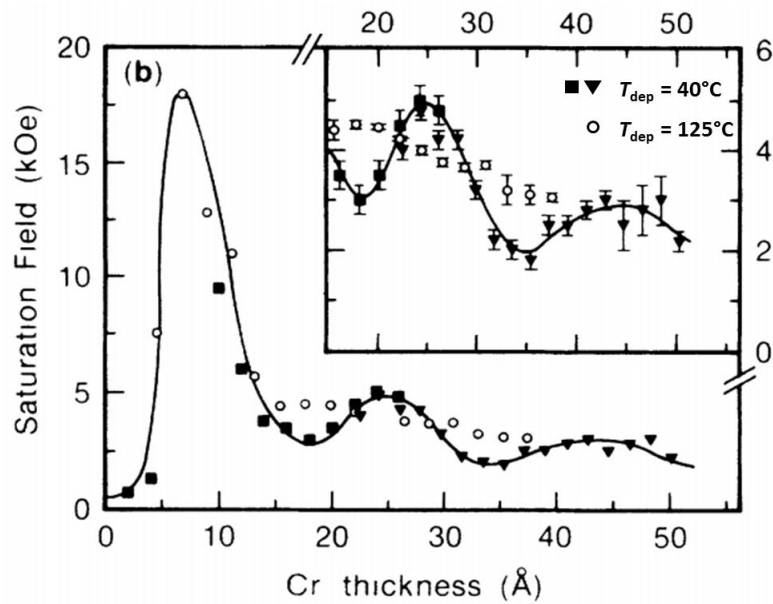 20 30 40 50
20
15
10
5
0
(b)
6
4
2
0
T_dep = 40°C
T_dep = 125°C
Saturation Field (kOe)
0 10 20 30 40 50
Cr thickness (Å)